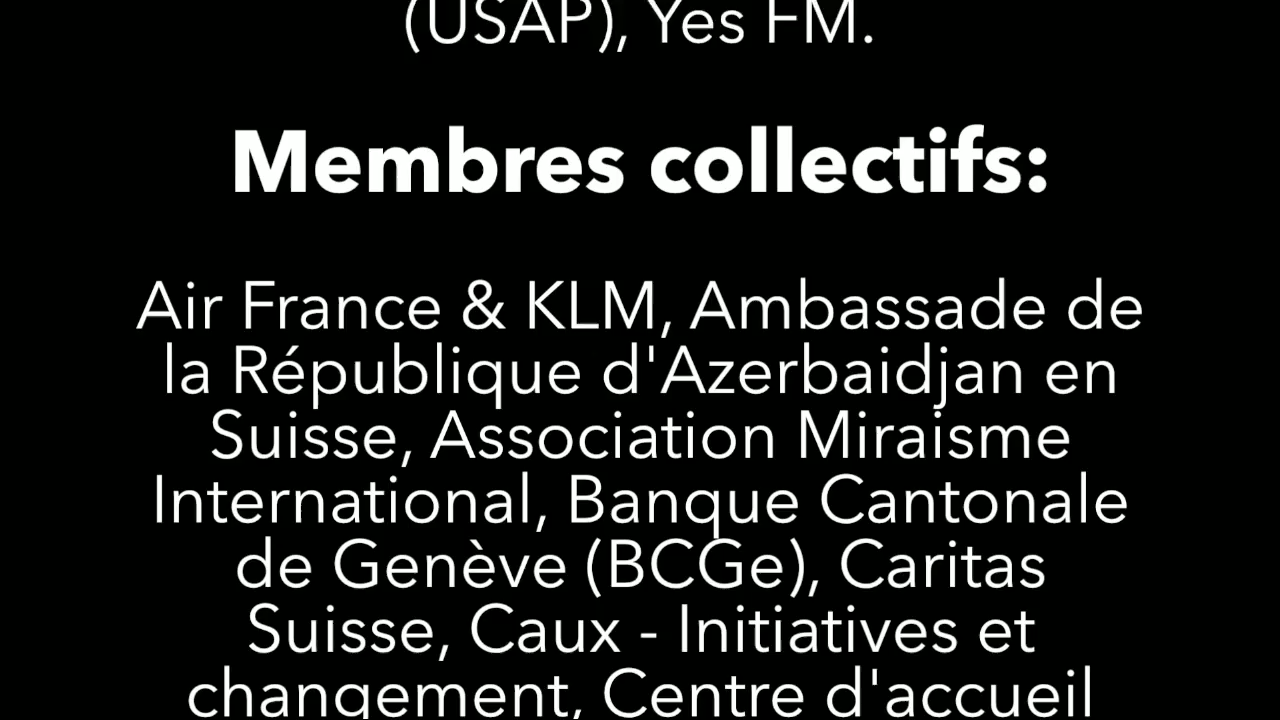 (USAP), Yes FM.
Membres collectifs:
Air France & KLM, Ambassade de
la République d'Azerbaidjan en
Suisse, Association Miraisme
International, Banque Cantonale
de Genève (BCGe), Caritas
Suisse, Caux - Initiatives et
changement, Centre d'accueil